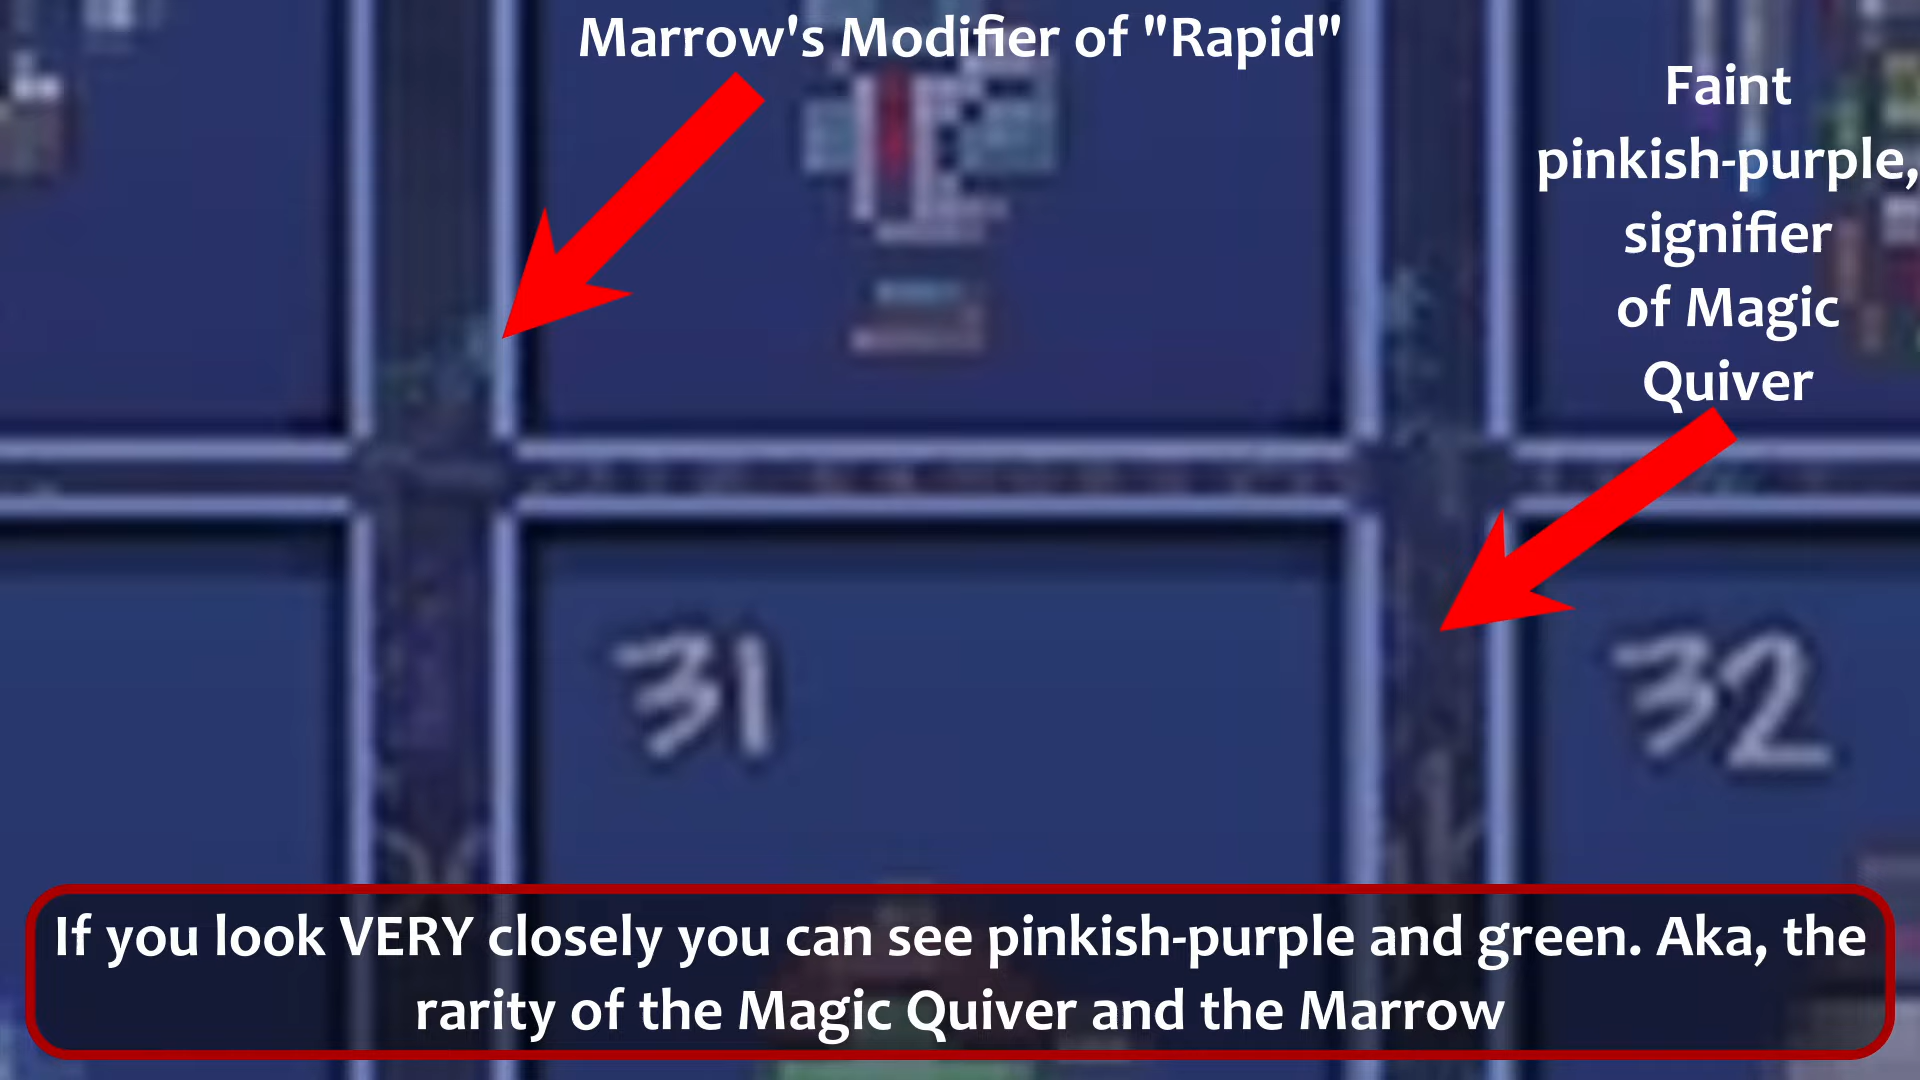 Marrow's Modifier of "Rapid"
Faint
pinkish-purple,
signifier
of Magic
Quiver
31
32
If you look VERY closely you can see pinkish-purple and green. Aka, the
rarity of the Magic Quiver and the Marrow